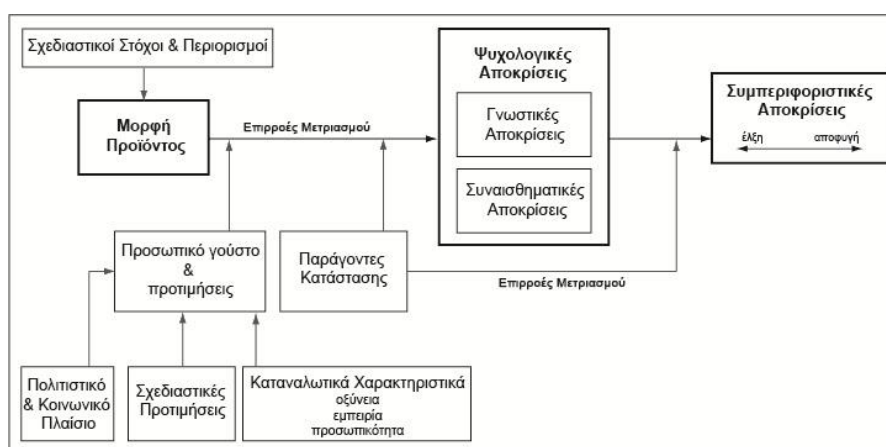 Σχεδιαστικοί Στόχοι & Περιορισμοί
Μορφή
Προϊόντος
Επιρροές Μετριασμού
Ψυχολογικές
Αποκρίσεις
Γνωστικές
Αποκρίσεις
Συναισθηματικές
Αποκρίσεις
Συμπεριφοριστικές
Αποκρίσεις
έλξη αποφυγή
Προσωπικό γούστο
&
προτιμήσεις
Παράγοντες
Κατάστασης
Επιρροές Μετριασμού
Πολιτιστικό
& Κοινωνικό
Πλαίσιο
Σχεδιαστικές
Προτιμήσεις
Καταναλωτικά Χαρακτηριστικά
οξύνεια
εμπειρία
προσωπικότητα